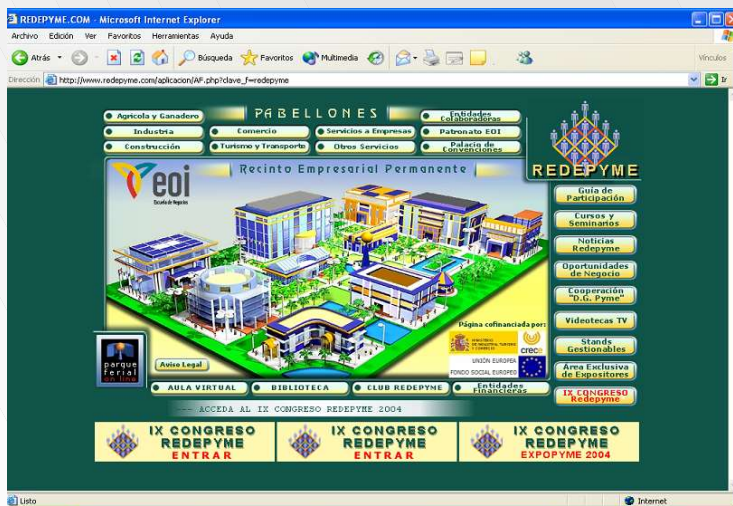 REDEPYME.COM - Microsoft Internet Explorer
Archivo Edición Ver Favoritos Herramientas Ayuda
Atrás Búsqueda Favoritos Multimedia Vínculos
Dirección http://www.redepyme.com/aplicacion/AF.php?clave_f=redepyme Ir
Agricola y Ganadero PABELLONES Entidades Colaboradoras
Industria Comercio Servicios a Empresas Patronato EOI
Construcción Turismo y Transporte Otros Servicios Palacio de Convenciones
REDEPYME
eoi
Escuela de Negocios
Recinto Empresarial Permanente
Guía de Participación
Cursos y Seminarios
Noticias Redepyme
Oportunidades de Negocio
Cooperación "D.G. Pyme"
Videotecas TV
Stands Gestionables
Área Exclusiva de Expositores
IX CONGRESO Redepyme
Página cofinanciada por:
MINISTERIO DE INDUSTRIA, TURISMO Y COMERCIO
crece
UNIÓN EUROPEA
FONDO SOCIAL EUROPEO
parque ferial on line
Aviso Legal
AULA VIRTUAL BIBLIOTECA CLUB REDEPYME Entidades Financieras
--- ACCEDA AL IX CONGRESO REDEPYME 2004
IX CONGRESO REDEPYME ENTRAR
IX CONGRESO REDEPYME ENTRAR
IX CONGRESO REDEPYME EXPOPYME 2004
Listo Internet